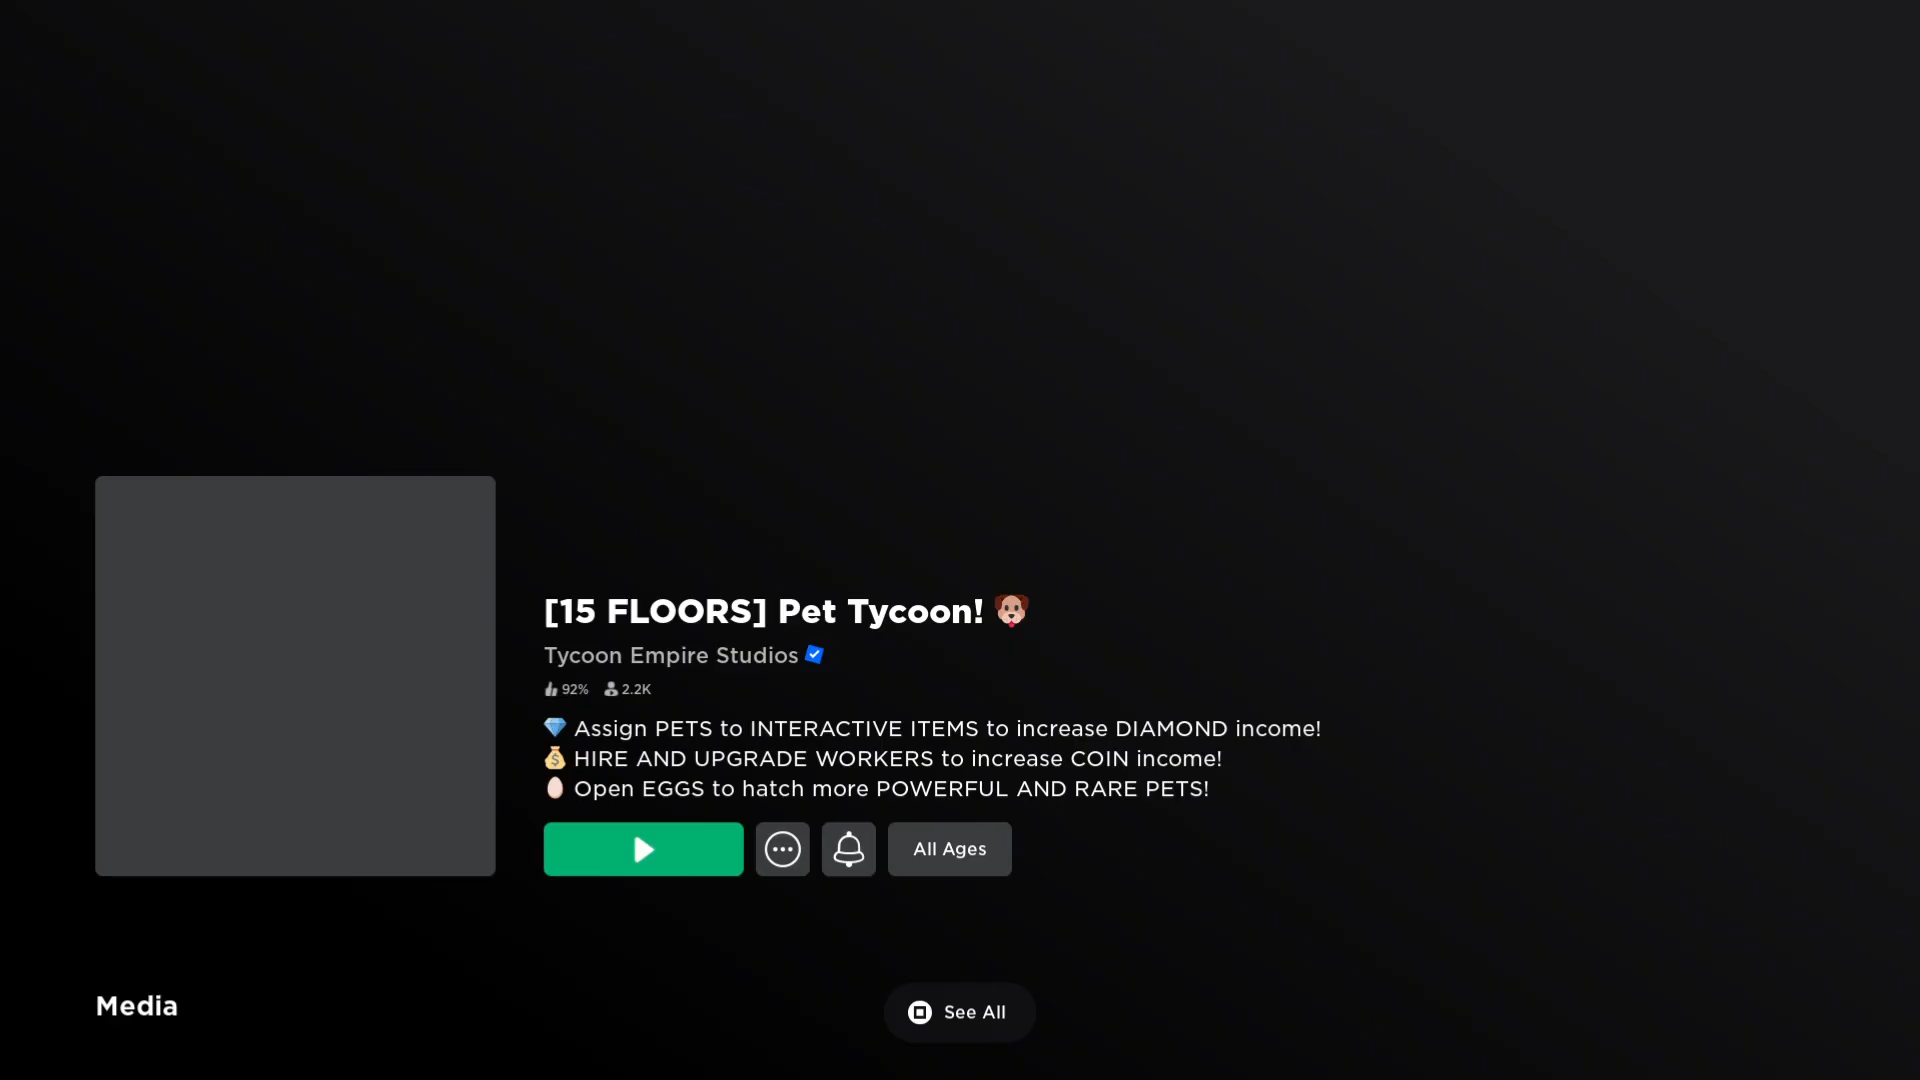 [15 FLOORS] Pet Tycoon! 🐶
Tycoon Empire Studios
92% 2.2K
💎 Assign PETS to INTERACTIVE ITEMS to increase DIAMOND income!
💰 HIRE AND UPGRADE WORKERS to increase COIN income!
🥚 Open EGGS to hatch more POWERFUL AND RARE PETS!
All Ages
Media
See All